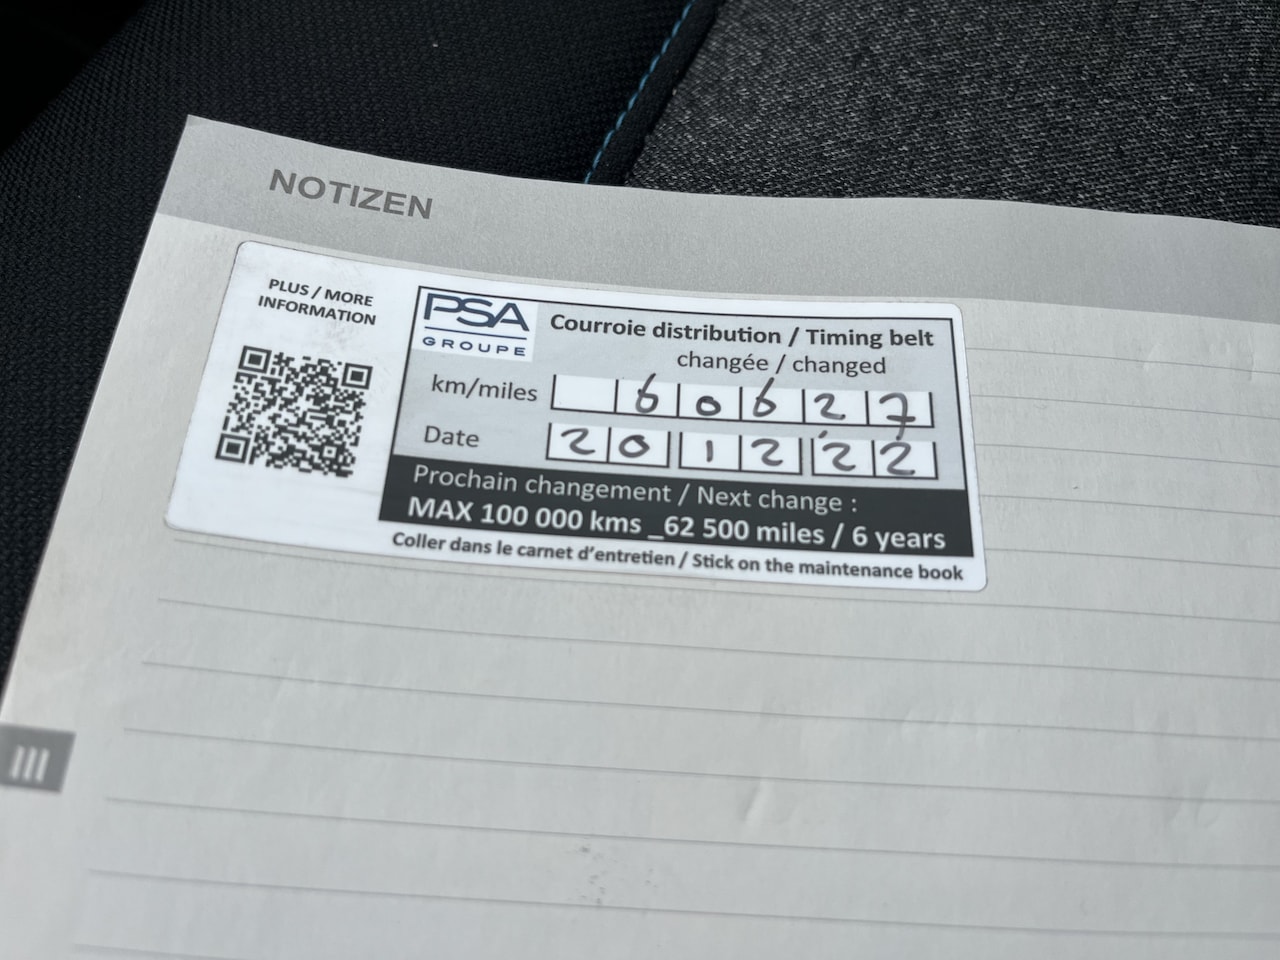 NOTIZEN
PLUS / MORE
INFORMATION
PSA
GROUPE
Courroie distribution / Timing belt
changée / changed
km/miles 60627
Date 20 12 22
Prochain changement / Next change :
MAX 100 000 kms _62 500 miles / 6 years
Coller dans le carnet d'entretien / Stick on the maintenance book
III